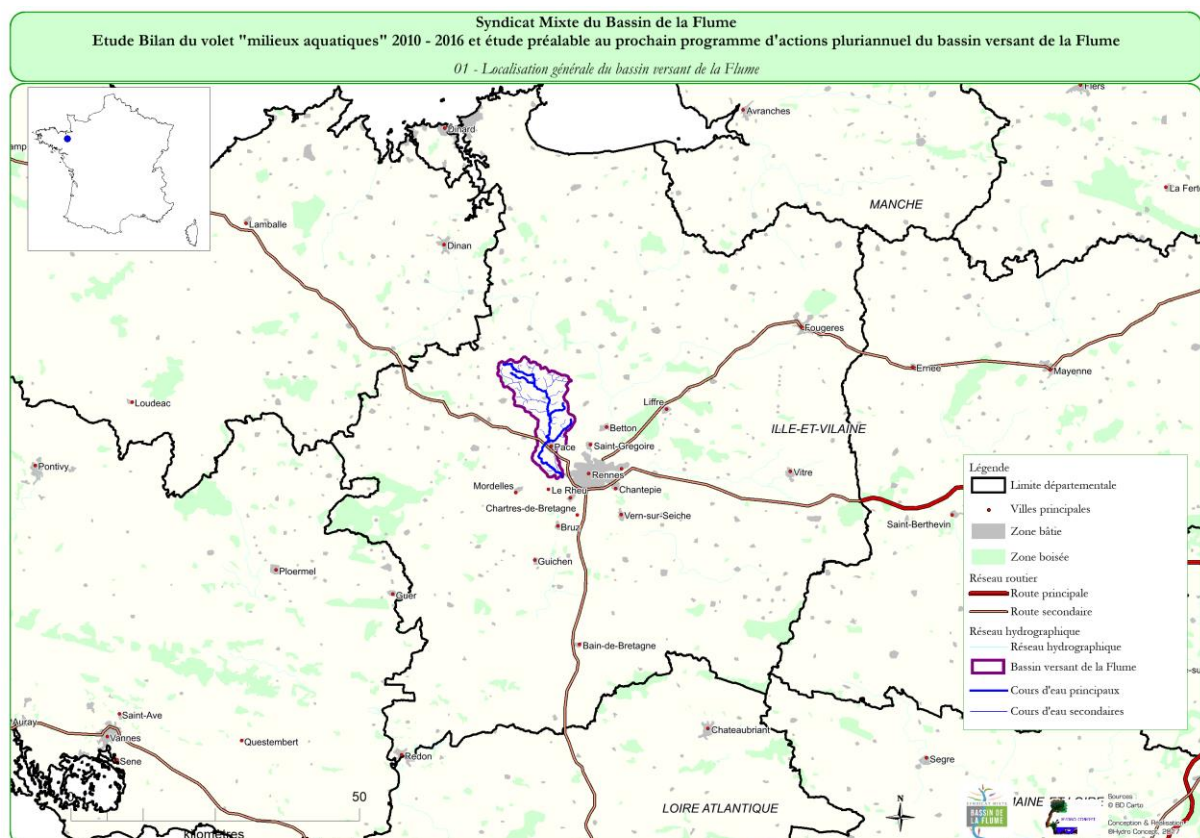 Syndicat Mixte du Bassin de la Flume
Etude Bilan du volet "milieux aquatiques" 2010 - 2016 et étude préalable au prochain programme d'actions pluriannuel du bassin versant de la Flume
01 - Localisation générale du bassin versant de la Flume
Flers
Avranches
Dinard
La Ferte
MANCHE
Lamballe
Dinan
Fougeres
Ernee
Mayenne
Loudeac
Liffre
Betton
ILLE-ET-VILAINE
Pace
Saint-Gregoire
Pontivy
Rennes
Vitre
Mordelles
Le Rheu
Chantepie
Chartres-de-Bretagne
Vern-sur-Seiche
Saint-Berthevin
Bruz
Guichen
Ploermel
Guer
Bain-de-Bretagne
Légende
Limite départementale
Villes principales
Zone bâtie
Zone boisée
Réseau routier
Route principale
Route secondaire
Réseau hydrographique
Réseau hydrographique
Bassin versant de la Flume
Cours d'eau principaux
Cours d'eau secondaires
Auray
Saint-Ave
Vannes
Questembert
Sene
Redon
Chateaubriant
Segre
50
kilomètres
LOIRE ATLANTIQUE
N
BASSIN DE
LA FLUME
Sources :
© BD Carto
Conception & Réalisation